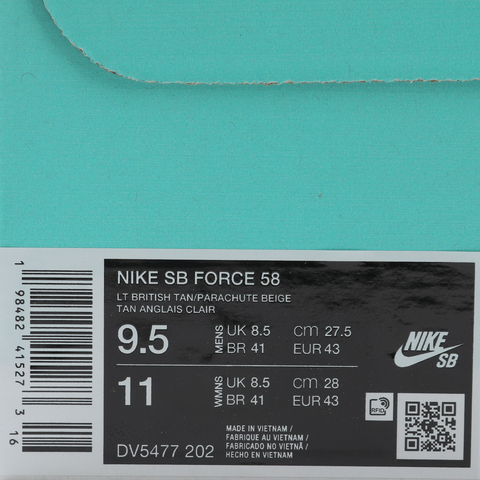 NIKE SB FORCE 58
LT BRITISH TAN/PARACHUTE BEIGE
TAN ANGLAIS CLAIR
9.5 MENS UK 8.5 CM 27.5
BR 41 EUR 43
11 WMNS UK 8.5 CM 28
BR 41 EUR 43
DV5477 202
MADE IN VIETNAM /
FABRIQUE AU VIETNAM /
FABRICADO NO VIETNÃ /
HECHO EN VIETNAM
NIKE
SB
RFID
1 98482 41527 3 16